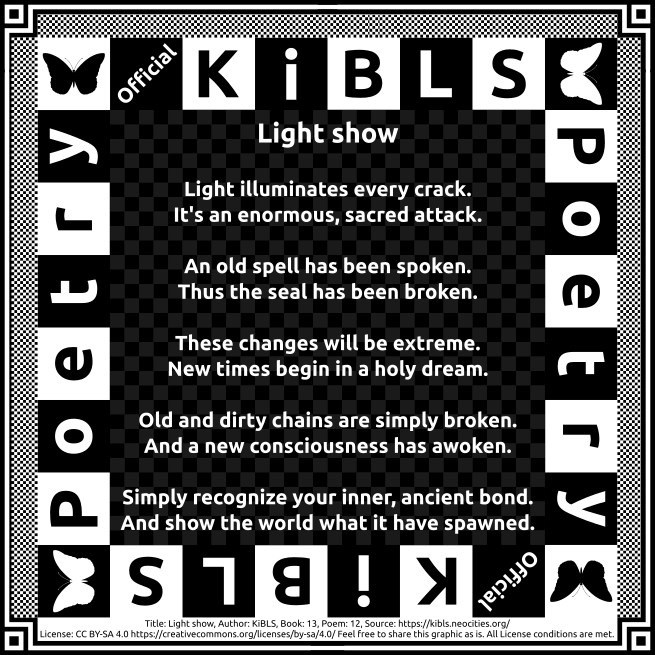 Official KiBLS
Poetry
Poetry
Light show
Light illuminates every crack.
It's an enormous, sacred attack.
An old spell has been spoken.
Thus the seal has been broken.
These changes will be extreme.
New times begin in a holy dream.
Old and dirty chains are simply broken.
And a new consciousness has awoken.
Simply recognize your inner, ancient bond.
And show the world what it have spawned.
Official KiBLS
Title: Light show, Author: KiBLS, Book: 13, Poem: 12, Source: https://kibls.neocities.org/
License: CC BY-SA 4.0 https://creativecommons.org/licenses/by-sa/4.0/ Feel free to share this graphic as is. All License conditions are met.